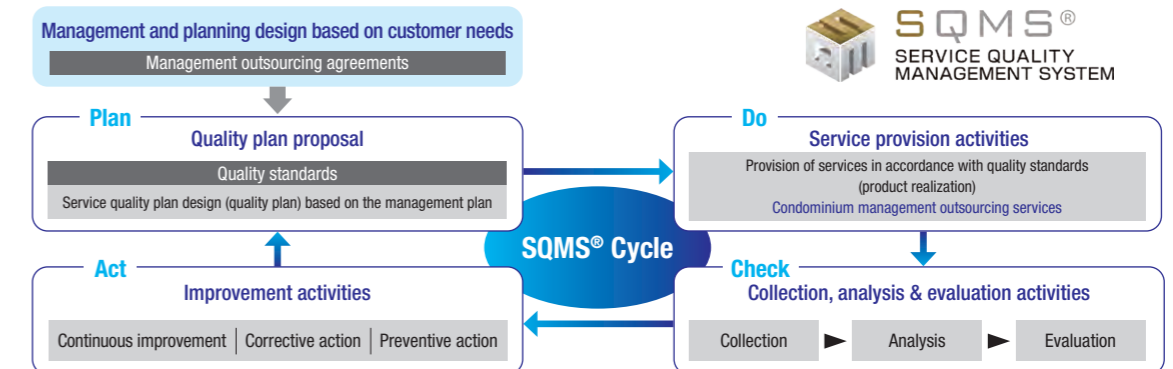 Management and planning design based on customer needs
Management outsourcing agreements
SQMS®
SERVICE QUALITY
MANAGEMENT SYSTEM
Plan
Quality plan proposal
Quality standards
Service quality plan design (quality plan) based on the management plan
Do
Service provision activities
Provision of services in accordance with quality standards
(product realization)
Condominium management outsourcing services
SQMS® Cycle
Act
Improvement activities
Continuous improvement
Corrective action
Preventive action
Check
Collection, analysis & evaluation activities
Collection
Analysis
Evaluation